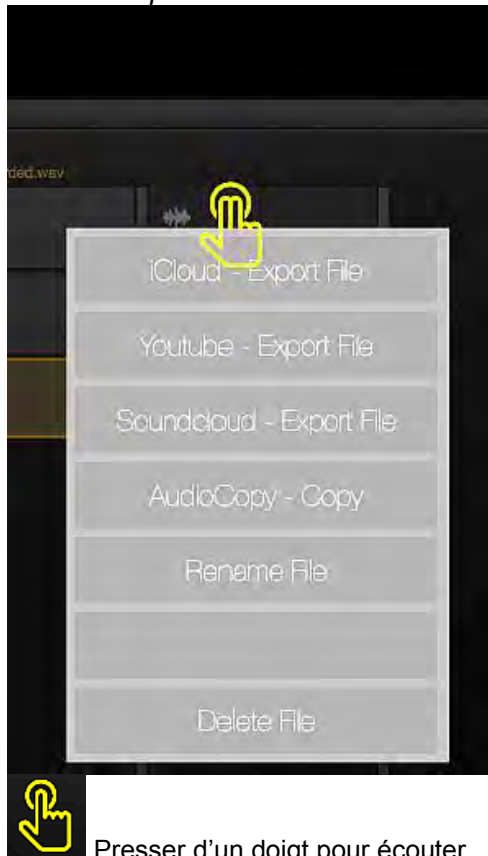 rded.wav
iCloud - Export File
Youtube - Export File
Soundcloud - Export File
AudioCopy - Copy
Rename File
Delete File
Presser d'un doigt pour écouter